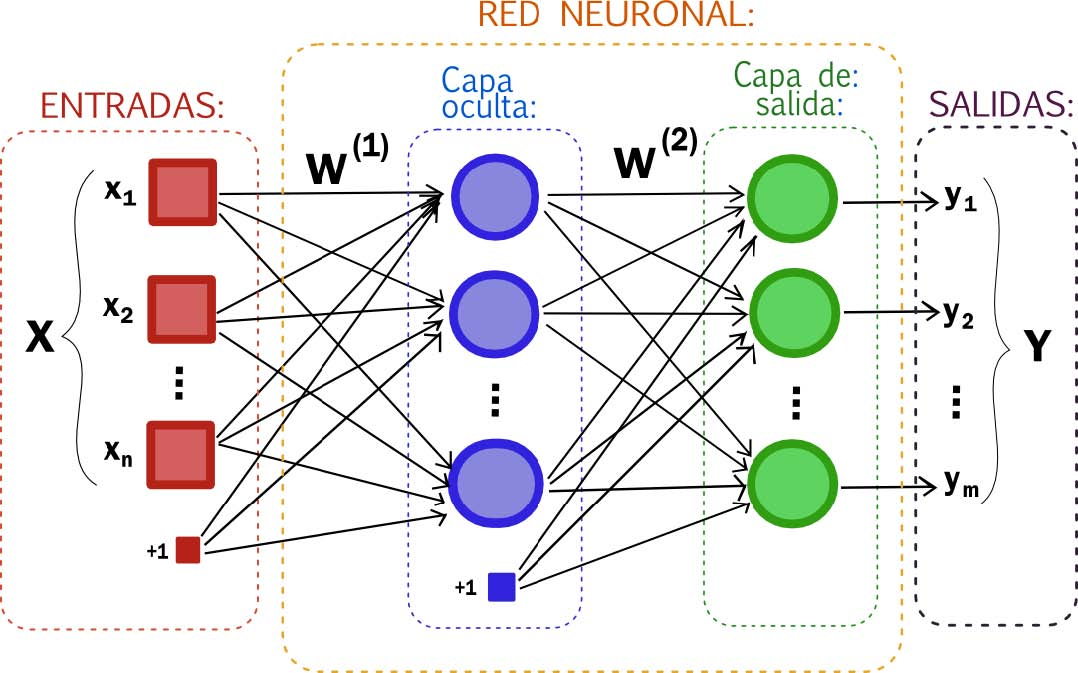 RED NEURONAL:
ENTRADAS:
Capa
oculta:
Capa de:
salida:
SALIDAS:
W(1)
W(2)
x1
x2
xn
+1
X
+1
y1
y2
ym
Y